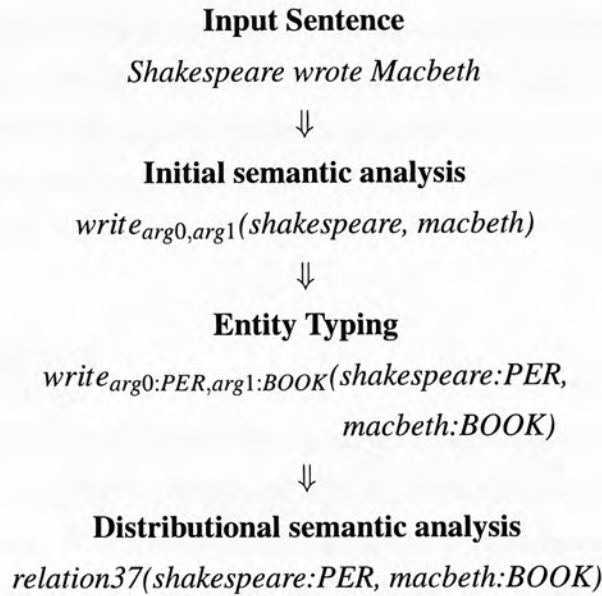 Input Sentence
Shakespeare wrote Macbeth
⇓
Initial semantic analysis
write_arg0,arg1(shakespeare, macbeth)
⇓
Entity Typing
write_arg0:PER,arg1:BOOK(shakespeare:PER,
macbeth:BOOK)
⇓
Distributional semantic analysis
relation37(shakespeare:PER, macbeth:BOOK)